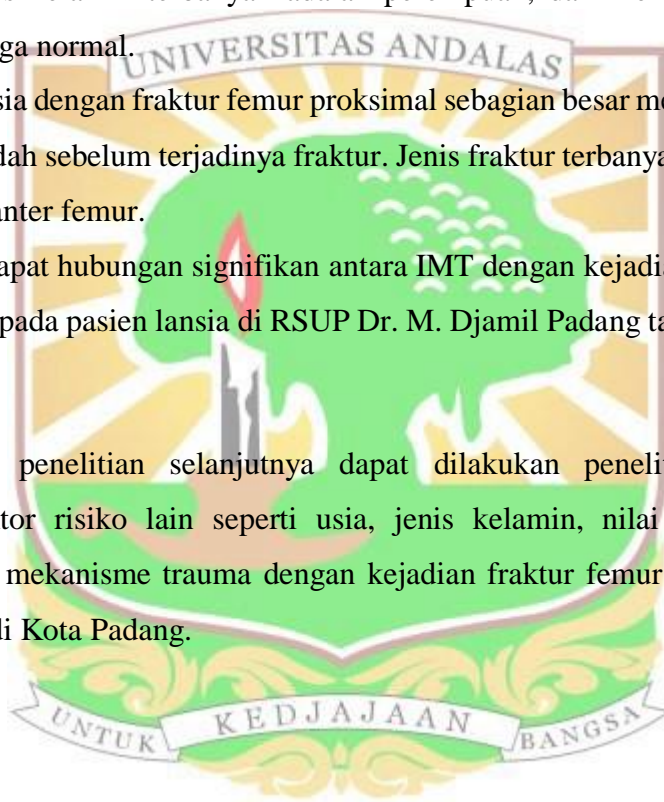 ga normal.
UNIVERSITAS ANDALAS
sia dengan fraktur femur proksimal sebagian besar me
dah sebelum terjadinya fraktur. Jenis fraktur terbanya
anter femur.
apat hubungan signifikan antara IMT dengan kejadia
pada pasien lansia di RSUP Dr. M. Djamil Padang ta
penelitian selanjutnya dapat dilakukan penelit
tor risiko lain seperti usia, jenis kelamin, nilai
mekanisme trauma dengan kejadian fraktur femur
di Kota Padang.
UNTUK KEDJAJAAN BANGSA